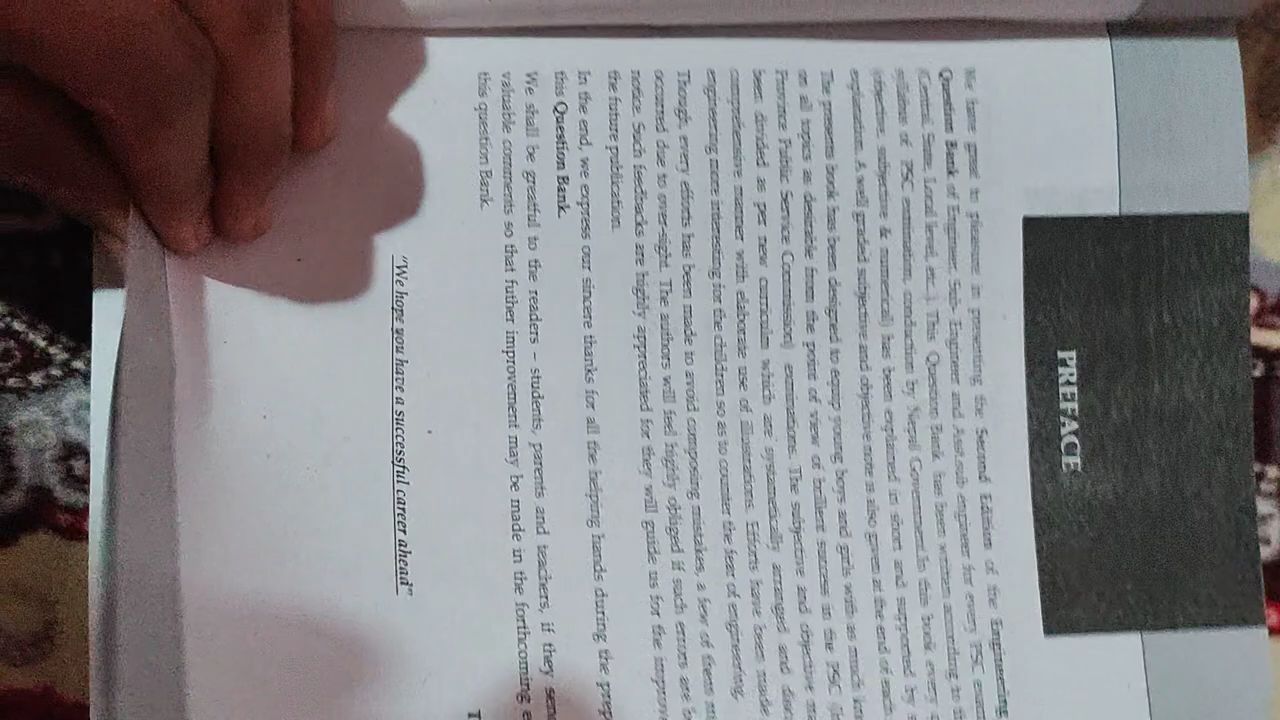 PREFACE
We have great to pleasure in presenting the Second Edition of the Engineering
Question Bank of Engineer, Sub- Engineer and Asst.sub engineer for every PSC exam
(Central, State, Local level, etc..) This Question Bank has been written according to
syllabus of PSC examination, conduction by Nepal Government.In this book every
(objective, subjective & numerical) has been explained in short and supported by
explanation. A well graded subjective and objective note is also given at the end of each
The presents book has been designed to equip young boys and girls with as much
on all topics as desirable from the point of view of brillient success in the PSC
Province Public Service Commission) examinations. The subjective and objective
been divided as per new curriculum which are systametically arranged and
comprehensive manner with elaborate use of illustrations. Efforts have been made
engineering more interesting for the children so as to counter the fear of engineering.
Though, every efforts has been made to avoid composing mistakes, a few of them
occurred due to over-sight. The authors will feel highly obliged if such errors are
notice. Such feedbacks are highly appreciated for they will guide us for the
the future publication.
In the end, we express our sincere thanks for all the helping hands during the
this Question Bank.
We shall be greatful to the readers – students, parents and teachers, if they
valuable comments so that futher improvement may be made in the forthcoming
this question Bank.
"We hope you have a successful career ahead"